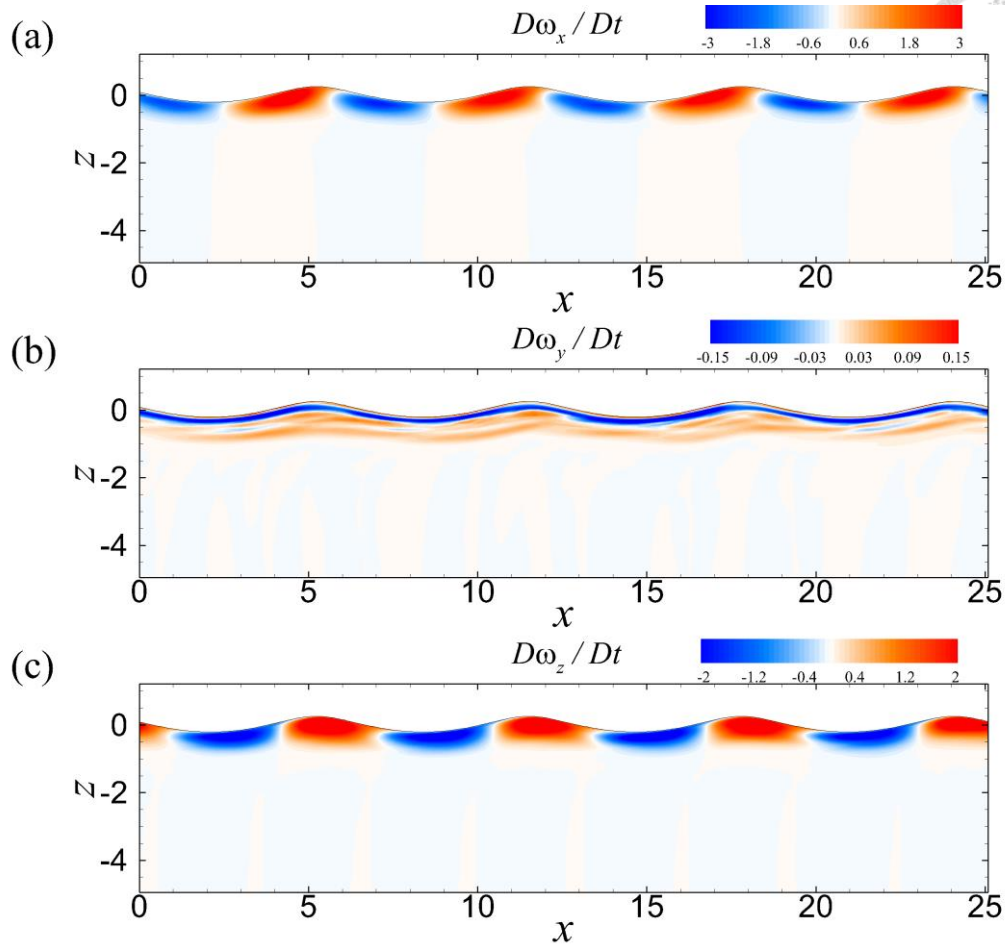 (a)
Dω_x / Dt
-3 -1.8 -0.6 0.6 1.8 3
z
0
-2
-4
0 5 10 15 20 25
x
(b)
Dω_y / Dt
-0.15 -0.09 -0.03 0.03 0.09 0.15
z
0
-2
-4
0 5 10 15 20 25
x
(c)
Dω_z / Dt
-2 -1.2 -0.4 0.4 1.2 2
z
0
-2
-4
0 5 10 15 20 25
x